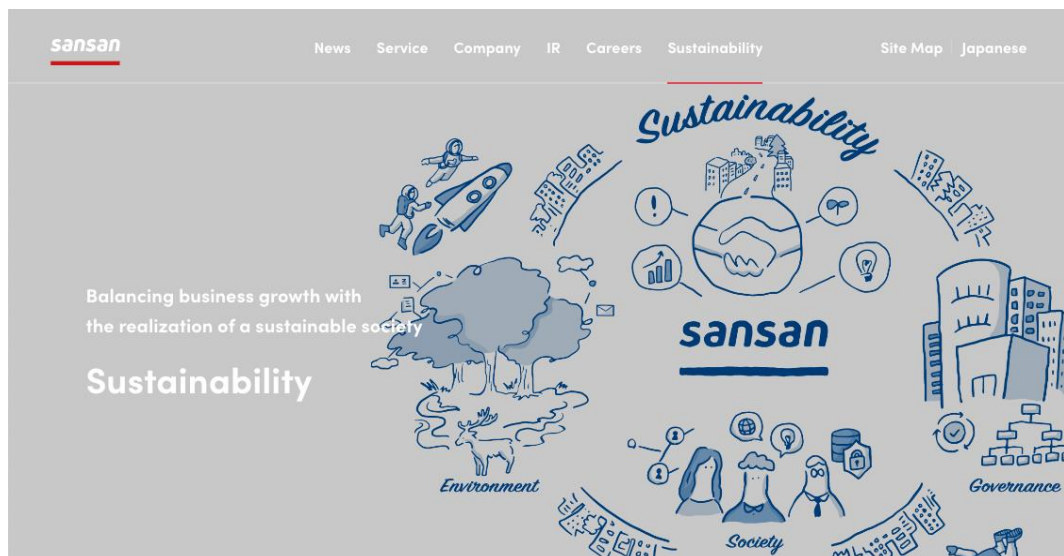 sansan
News Service Company IR Careers Sustainability
Site Map Japanese
Sustainability
Balancing business growth with
the realization of a sustainable society
Sustainability
sansan
Environment
Society
Governance